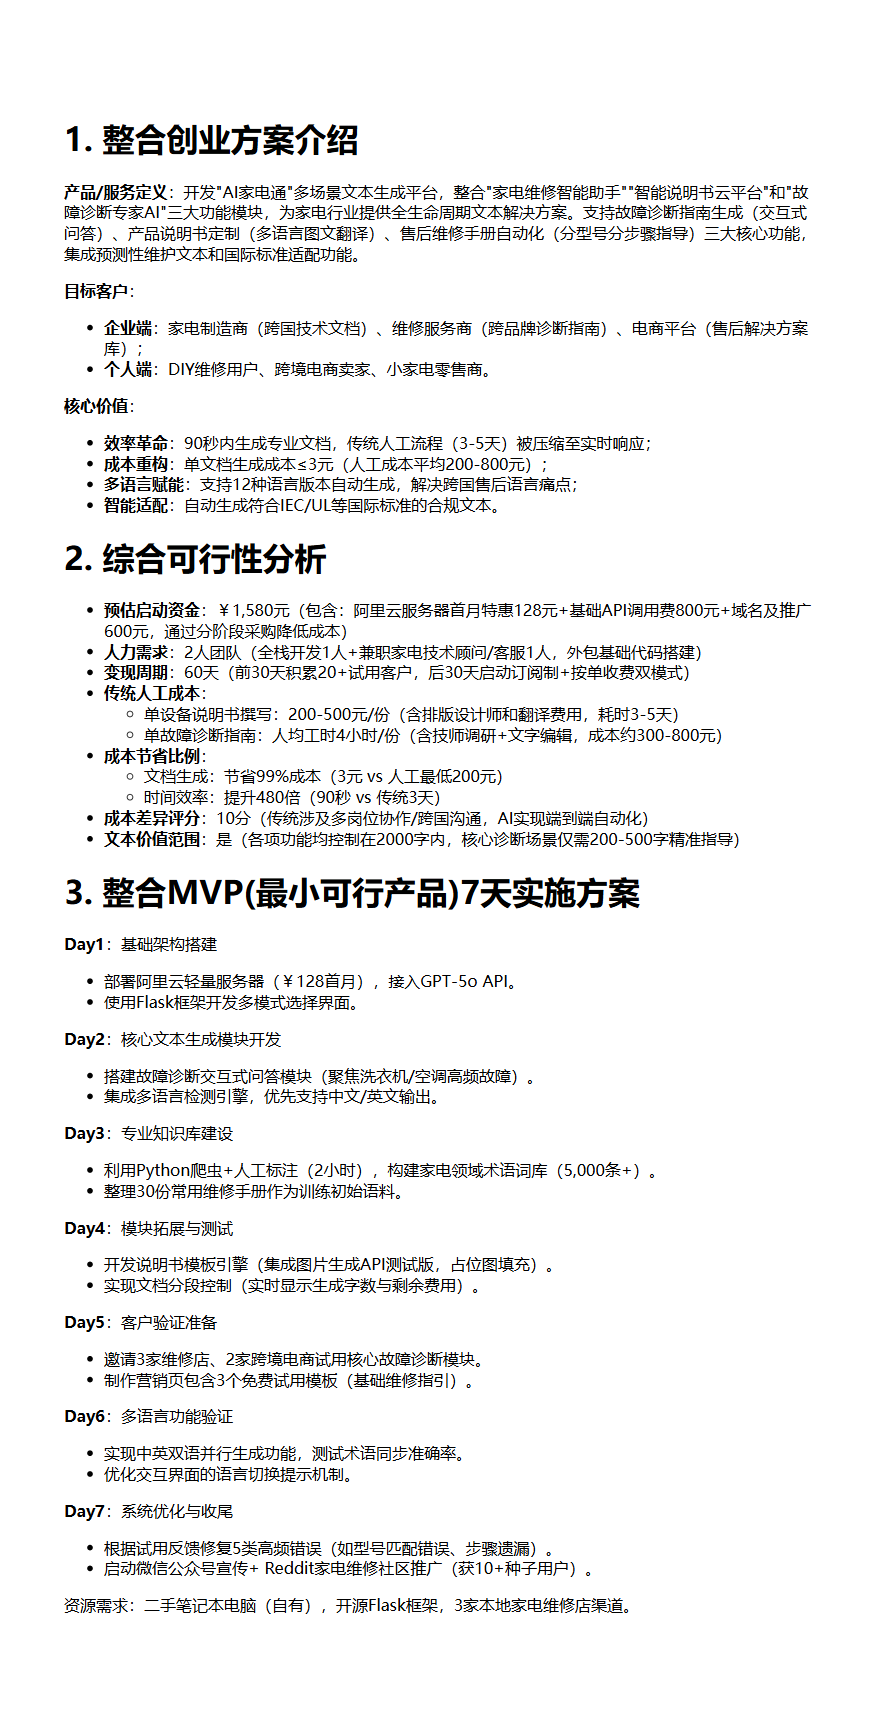 1. 整合创业方案介绍
产品/服务定义：开发"AI家电通"多场景文本生成平台，整合"家电维修智能助手""智能说明书云平台"和"故
障诊断专家AI"三大功能模块，为家电行业提供全生命周期文本解决方案。支持故障诊断指南生成（交互式
问答）、产品说明书定制（多语言图文翻译）、售后维修手册自动化（分型号分步骤指导）三大核心功能，
集成预测性维护文本和国际标准适配功能。
目标客户：
• 企业端：家电制造商（跨国技术文档）、维修服务商（跨品牌诊断指南）、电商平台（售后解决方案
库）；
• 个人端：DIY维修用户、跨境电商卖家、小家电零售商。
核心价值：
• 效率革命：90秒内生成专业文档，传统人工流程（3-5天）被压缩至实时响应；
• 成本重构：单文档生成成本≤3元（人工成本平均200-800元）；
• 多语言赋能：支持12种语言版本自动生成，解决跨国售后语言痛点；
• 智能适配：自动生成符合IEC/UL等国际标准的合规文本。
2. 综合可行性分析
• 预估启动资金：￥1,580元（包含：阿里云服务器首月特惠128元+基础API调用费800元+域名及推广
600元，通过分阶段采购降低成本）
• 人力需求：2人团队（全栈开发1人+兼职家电技术顾问/客服1人，外包基础代码搭建）
• 变现周期：60天（前30天积累20+试用客户，后30天启动订阅制+按单收费双模式）
• 传统人工成本：
◦ 单设备说明书撰写：200-500元/份（含排版设计师和翻译费用，耗时3-5天）
◦ 单故障诊断指南：人均工时4小时/份（含技师调研+文字编辑，成本约300-800元）
• 成本节省比例：
◦ 文档生成：节省99%成本（3元 vs 人工最低200元）
◦ 时间效率：提升480倍（90秒 vs 传统3天）
• 成本差异评分：10分（传统涉及多岗位协作/跨国沟通，AI实现端到端自动化）
• 文本价值范围：是（各项功能均控制在2000字内，核心诊断场景仅需200-500字精准指导）
3. 整合MVP(最小可行产品)7天实施方案
Day1：基础架构搭建
• 部署阿里云轻量服务器（￥128首月），接入GPT-5o API。
• 使用Flask框架开发多模式选择界面。
Day2：核心文本生成模块开发
• 搭建故障诊断交互式问答模块（聚焦洗衣机/空调高频故障）。
• 集成多语言检测引擎，优先支持中文/英文输出。
Day3：专业知识库建设
• 利用Python爬虫+人工标注（2小时），构建家电领域术语词库（5,000条+）。
• 整理30份常用维修手册作为训练初始语料。
Day4：模块拓展与测试
• 开发说明书模板引擎（集成图片生成API测试版，占位图填充）。
• 实现文档分段控制（实时显示生成字数与剩余费用）。
Day5：客户验证准备
• 邀请3家维修店、2家跨境电商试用核心故障诊断模块。
• 制作营销页包含3个免费试用模板（基础维修指引）。
Day6：多语言功能验证
• 实现中英双语并行生成功能，测试术语同步准确率。
• 优化交互界面的语言切换提示机制。
Day7：系统优化与收尾
• 根据试用反馈修复5类高频错误（如型号匹配错误、步骤遗漏）。
• 启动微信公众号宣传+ Reddit家电维修社区推广（获10+种子用户）。
资源需求：二手笔记本电脑（自有），开源Flask框架，3家本地家电维修店渠道。